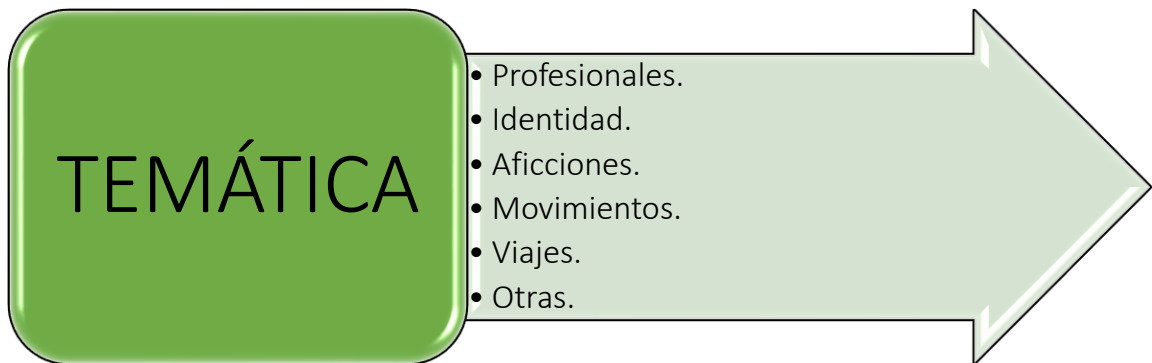 TEMÁTICA
• Profesionales.
• Identidad.
• Aficciones.
• Movimientos.
• Viajes.
• Otras.